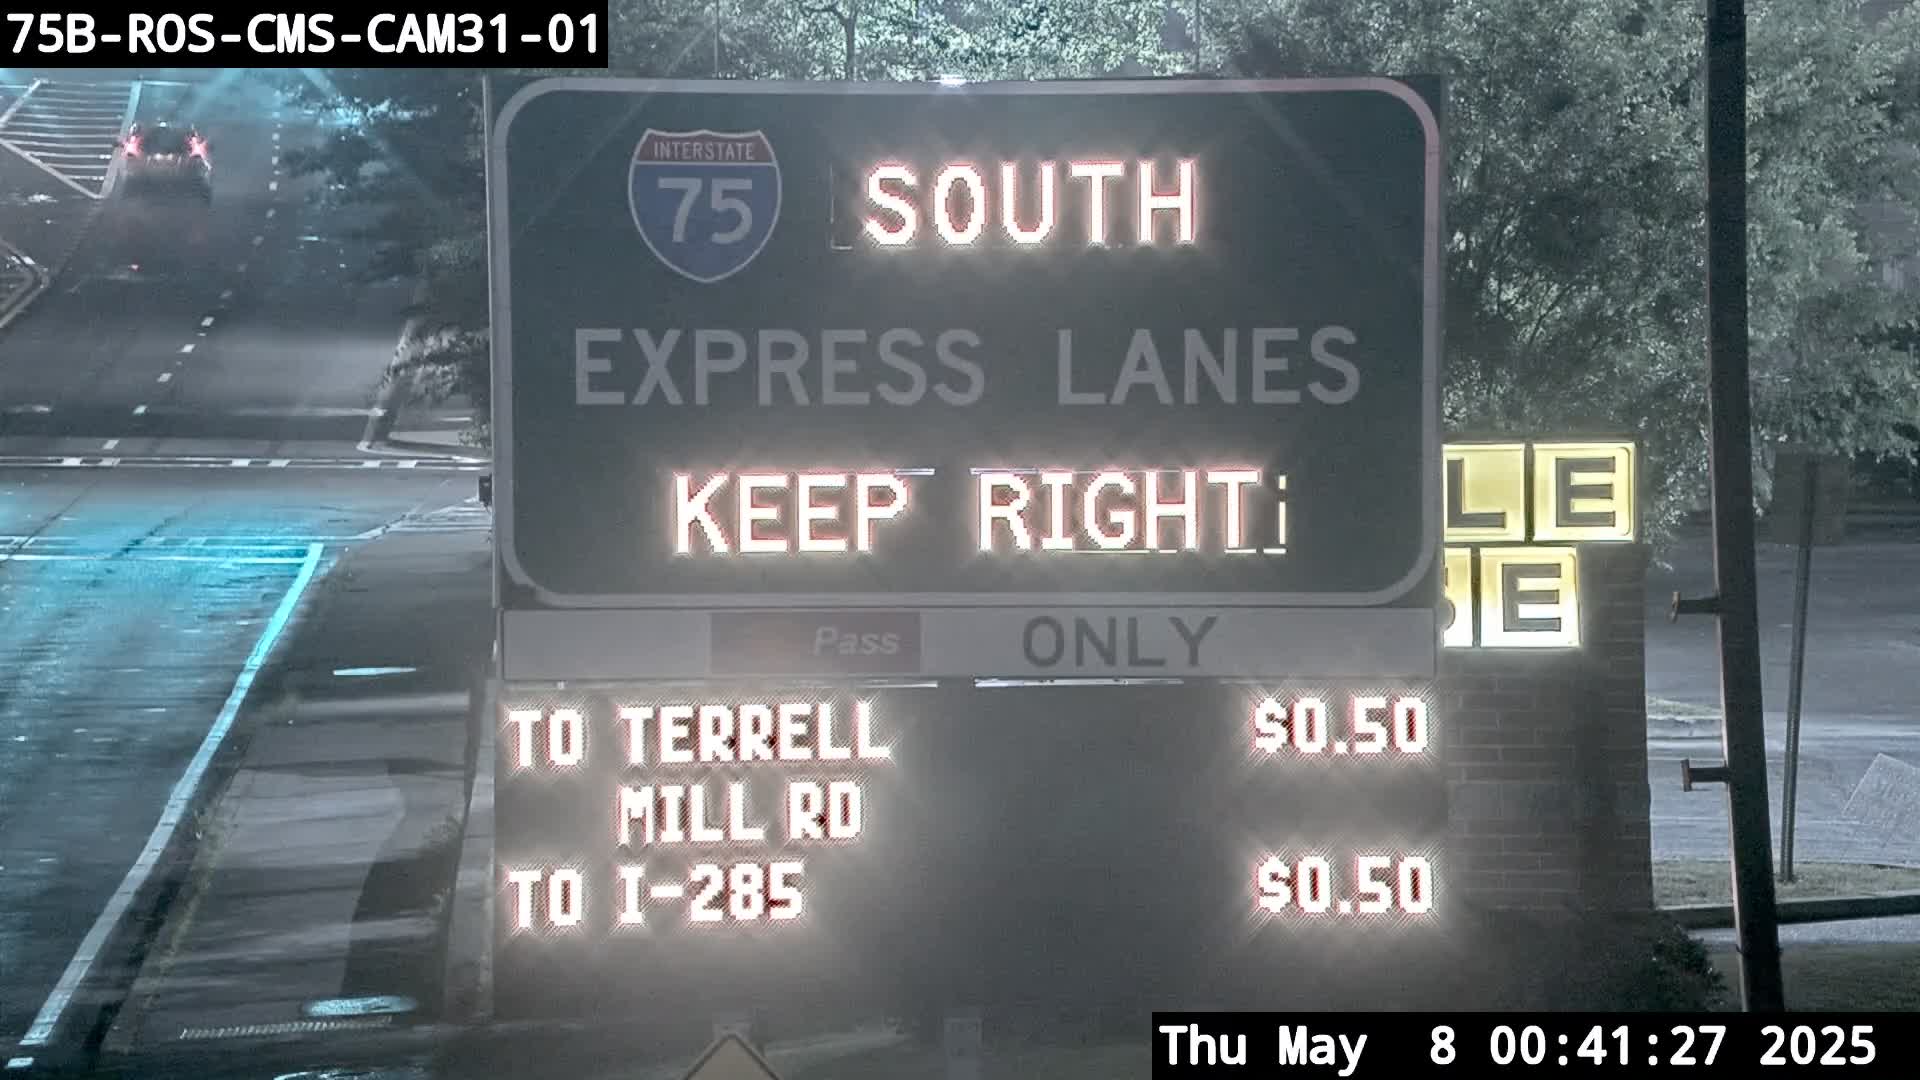 75B-ROS-CMS-CAM31-01
INTERSTATE
75
SOUTH
EXPRESS LANES
KEEP RIGHT
Pass ONLY
TO TERRELL $0.50
MILL RD
TO I-285 $0.50
LE
E
Thu May 8 00:41:27 2025